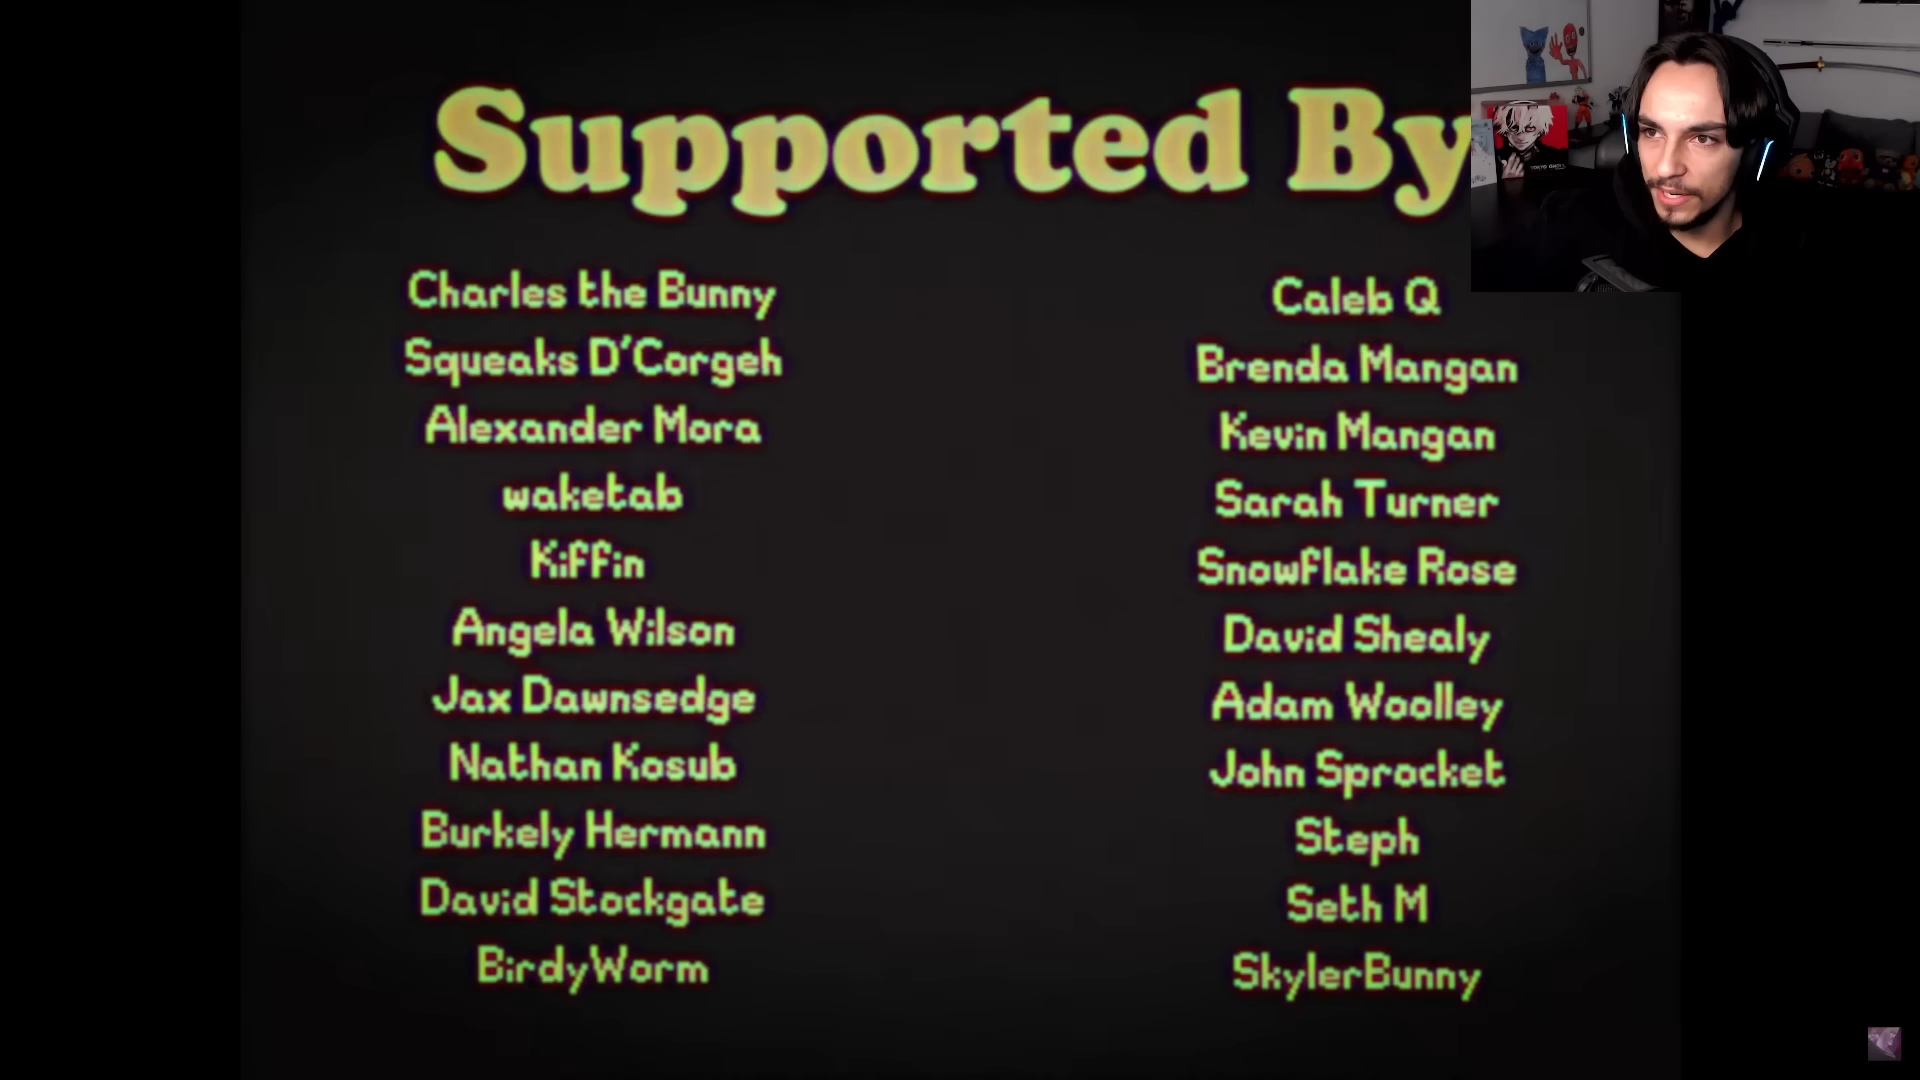 Supported By
Charles the Bunny
Squeaks D'Corgeh
Alexander Mora
waketab
Kiffin
Angela Wilson
Jax Dawnsedge
Nathan Kosub
Burkely Hermann
David Stockgate
BirdyWorm
Caleb Q
Brenda Mangan
Kevin Mangan
Sarah Turner
Snowflake Rose
David Shealy
Adam Woolley
John Sprocket
Steph
Seth M
SkylerBunny
TOKYO GHOUL